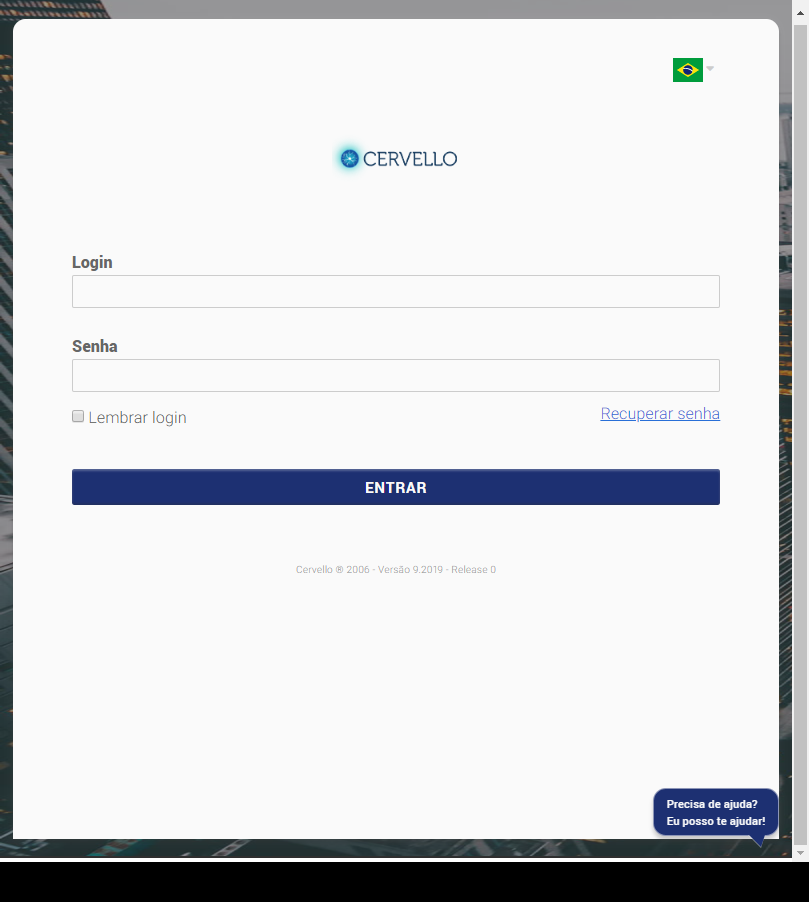 CERVELLO
Login
Senha
Lembrar login
Recuperar senha
ENTRAR
Cervello ® 2006 - Versão 9.2019 - Release 0
Precisa de ajuda?
Eu posso te ajudar!